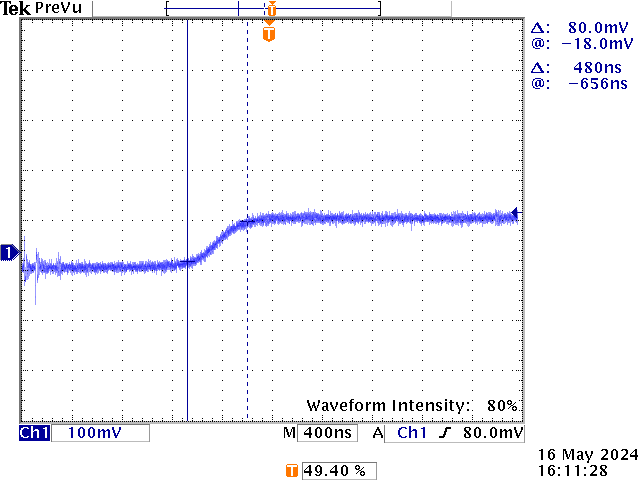 Tek PreVu
T
T
Δ: 80.0mV
@: −18.0mV
Δ: 480ns
@: −656ns
1
Waveform Intensity: 80%
Ch1 100mV M 400ns A Ch1 80.0mV
T 49.40 %
16 May 2024
16:11:28